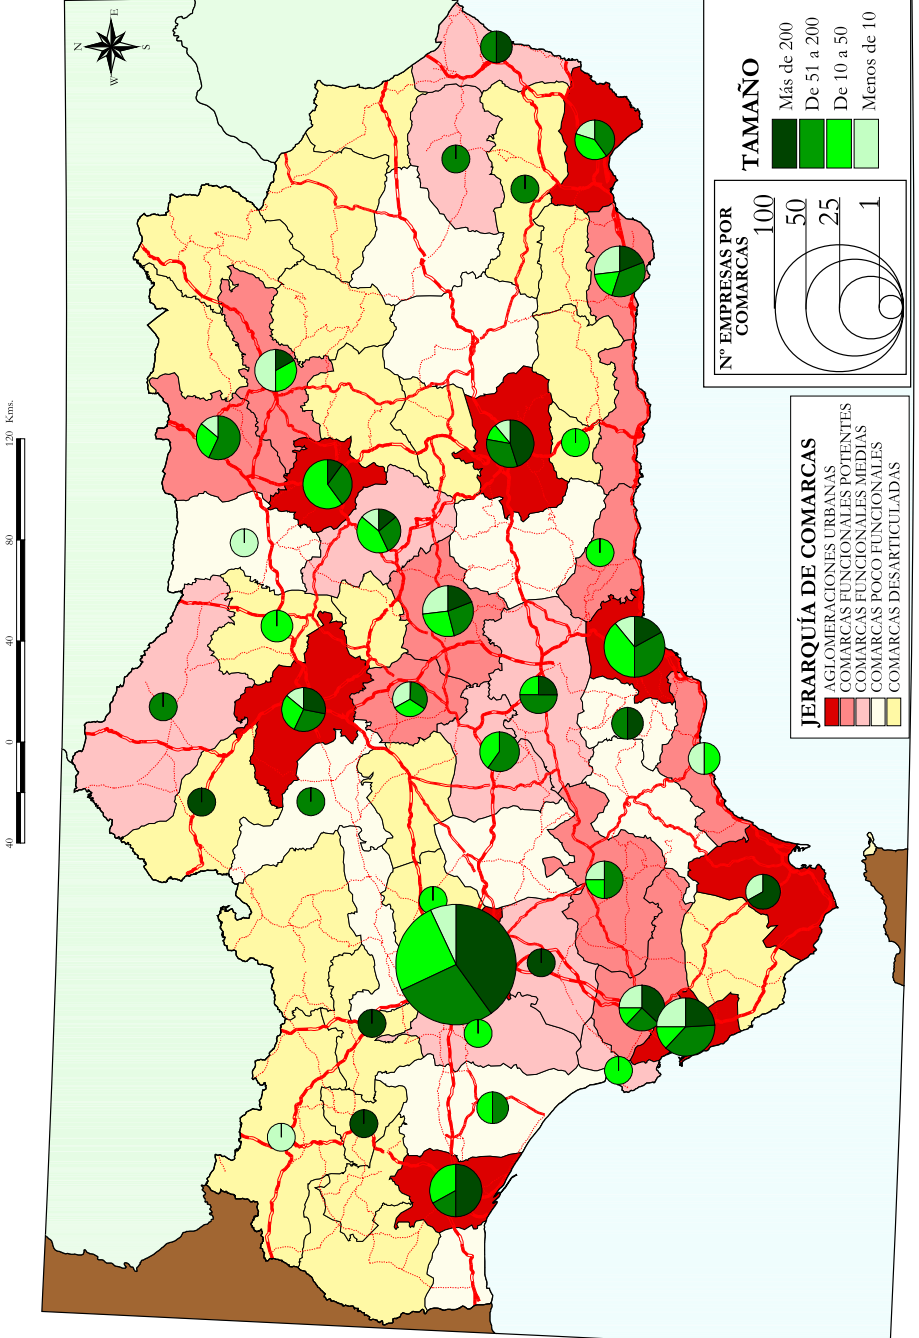 N
E
S
W
40
0
40
80
120 Kms.
Nº EMPRESAS POR
COMARCAS
100
50
25
1
TAMAÑO
Más de 200
De 51 a 200
De 10 a 50
Menos de 10
JERARQUÍA DE COMARCAS
AGLOMERACIONES URBANAS
COMARCAS FUNCIONALES POTENTES
COMARCAS FUNCIONALES MEDIAS
COMARCAS POCO FUNCIONALES
COMARCAS DESARTICULADAS